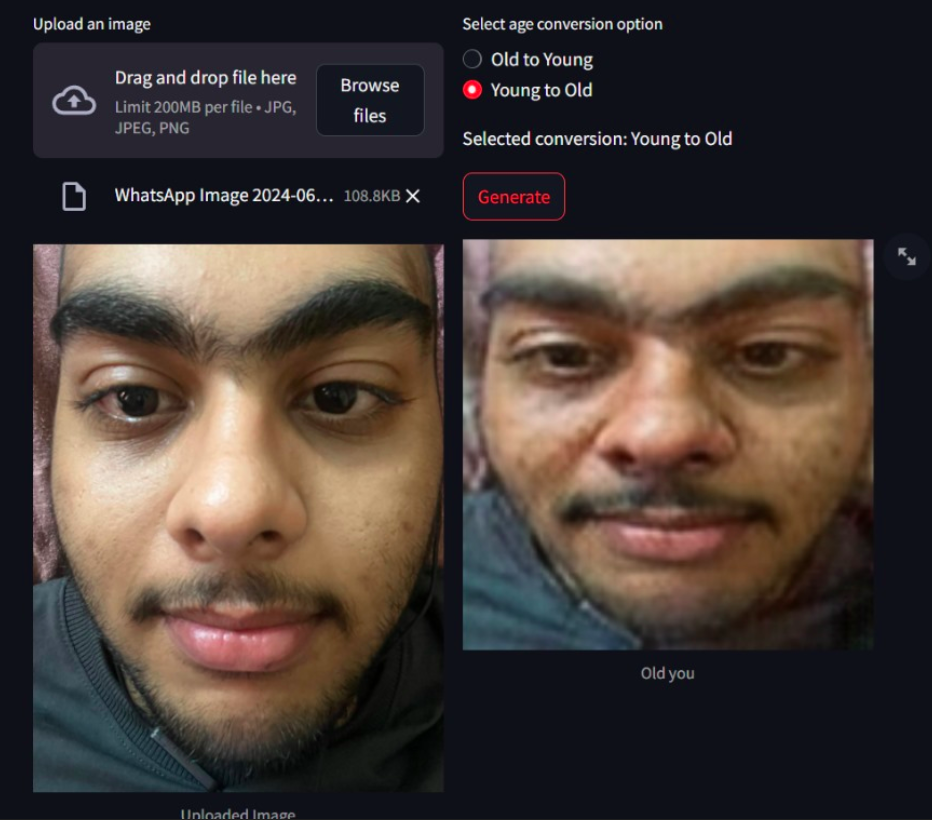 Upload an image
Drag and drop file here
Limit 200MB per file • JPG,
JPEG, PNG
Browse
files
WhatsApp Image 2024-06... 108.8KB
Select age conversion option
Old to Young
Young to Old
Selected conversion: Young to Old
Generate
Old you
Uploaded Image